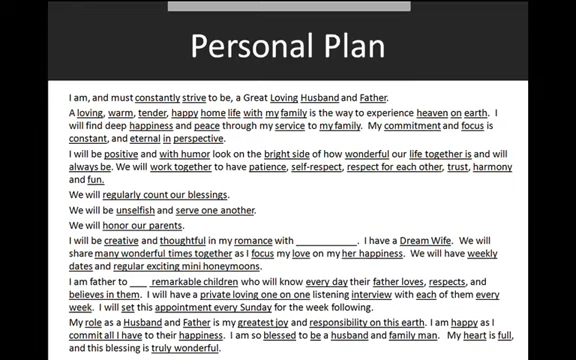 Personal Plan
I am, and must constantly strive to be, a Great Loving Husband and Father.
A loving, warm, tender, happy home life with my family is the way to experience heaven on earth. I
will find deep happiness and peace through my service to my family. My commitment and focus is
constant, and eternal in perspective.
I will be positive and with humor look on the bright side of how wonderful our life together is and will
always be. We will work together to have patience, self-respect, respect for each other, trust, harmony
and fun.
We will regularly count our blessings.
We will be unselfish and serve one another.
We will honor our parents.
I will be creative and thoughtful in my romance with ____________. I have a Dream Wife. We will
share many wonderful times together as I focus my love on my her happiness. We will have weekly
dates and regular exciting mini honeymoons.
I am father to ___ remarkable children who will know every day their father loves, respects, and
believes in them. I will have a private loving one on one listening interview with each of them every
week. I will set this appointment every Sunday for the week following.
My role as a Husband and Father is my greatest joy and responsibility on this earth. I am happy as I
commit all I have to their happiness. I am so blessed to be a husband and family man. My heart is full,
and this blessing is truly wonderful.